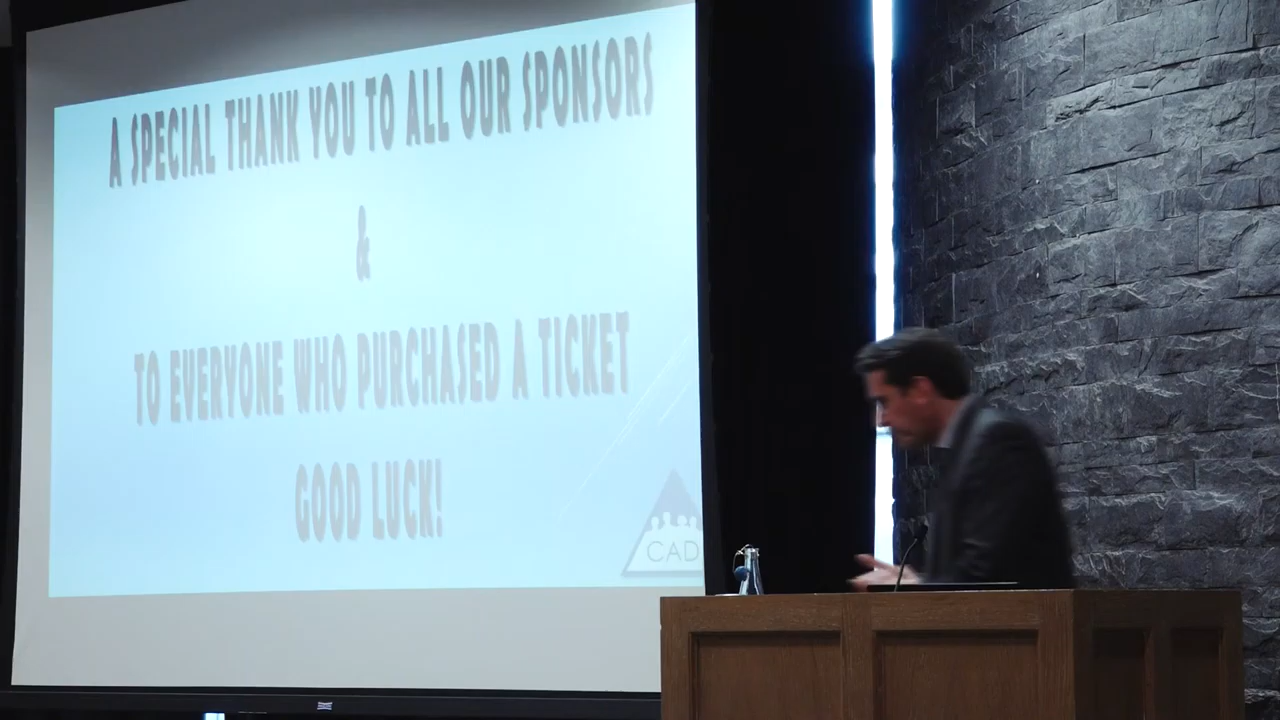 A SPECIAL THANK YOU TO ALL OUR SPONSORS
&
TO EVERYONE WHO PURCHASED A TICKET
GOOD LUCK!
CAD